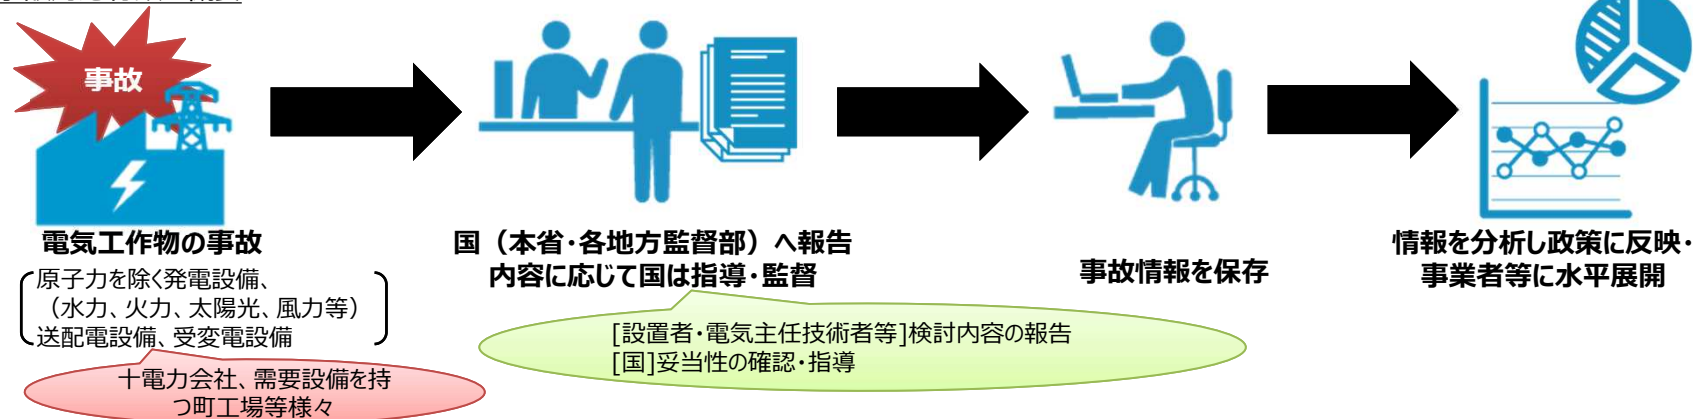 事故
電気工作物の事故
原子力を除く発電設備、
（水力、火力、太陽光、風力等）
送配電設備、受変電設備
十電力会社、需要設備を持
つ町工場等様々
国（本省・各地方監督部）へ報告
内容に応じて国は指導・監督
[設置者・電気主任技術者等]検討内容の報告
[国]妥当性の確認・指導
事故情報を保存
情報を分析し政策に反映・
事業者等に水平展開